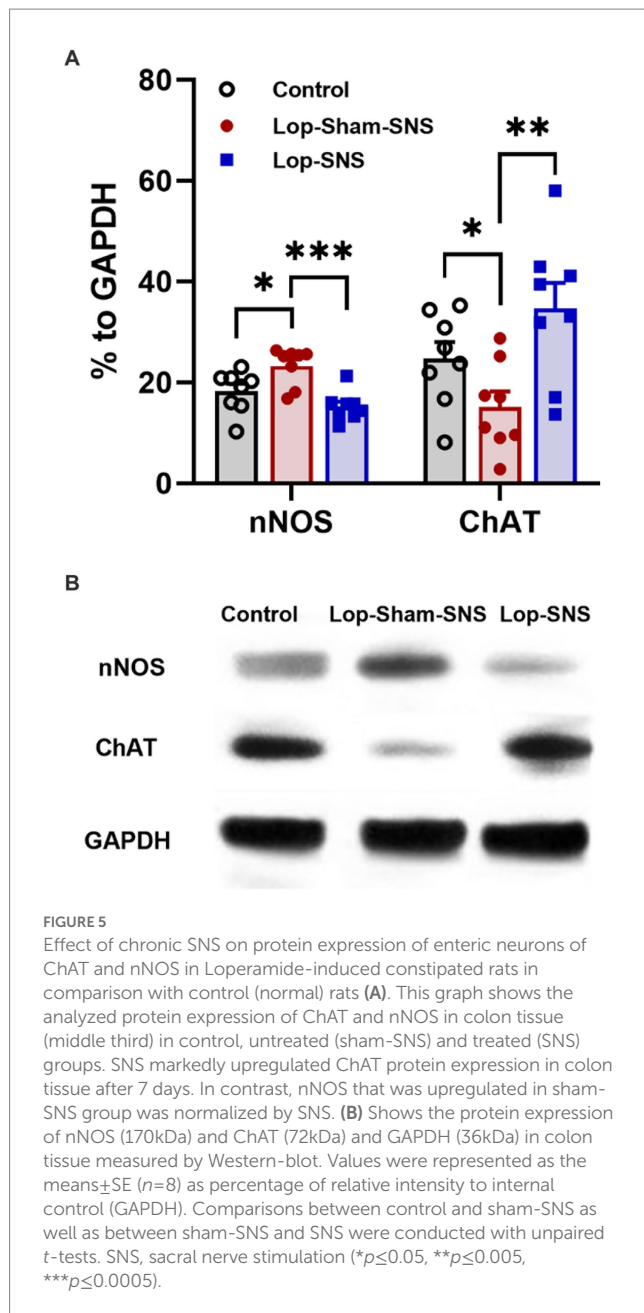 A
80
60
40
20
0
% to GAPDH
Control
Lop-Sham-SNS
Lop-SNS
*
***
*
**
nNOS
ChAT
B
Control Lop-Sham-SNS Lop-SNS
nNOS
ChAT
GAPDH
FIGURE 5
Effect of chronic SNS on protein expression of enteric neurons of
ChAT and nNOS in Loperamide-induced constipated rats in
comparison with control (normal) rats (A). This graph shows the
analyzed protein expression of ChAT and nNOS in colon tissue
(middle third) in control, untreated (sham-SNS) and treated (SNS)
groups. SNS markedly upregulated ChAT protein expression in colon
tissue after 7 days. In contrast, nNOS that was upregulated in sham-
SNS group was normalized by SNS. (B) Shows the protein expression
of nNOS (170kDa) and ChAT (72kDa) and GAPDH (36kDa) in colon
tissue measured by Western-blot. Values were represented as the
means±SE (n=8) as percentage of relative intensity to internal
control (GAPDH). Comparisons between control and sham-SNS as
well as between sham-SNS and SNS were conducted with unpaired
t-tests. SNS, sacral nerve stimulation (*p≤0.05, **p≤0.005,
***p≤0.0005).